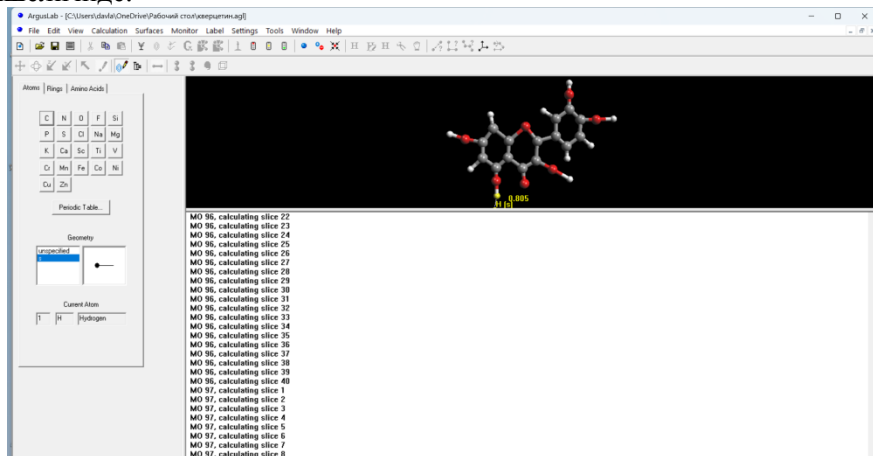 ArgusLab - [C:\Users\davla\OneDrive\Рабочий стол\кверцетин.agl]
File Edit View Calculation Surfaces Monitor Label Settings Tools Window Help
Atoms Rings Amino Acids
C N O F Si
P S Cl Na Mg
K Ca Sc Ti V
Cr Mn Fe Co Ni
Cu Zn
Periodic Table...
Geometry
unspecified
s
Current Atom
1 H Hydrogen
0.805
H [s]
MO 96, calculating slice 22
MO 96, calculating slice 23
MO 96, calculating slice 24
MO 96, calculating slice 25
MO 96, calculating slice 26
MO 96, calculating slice 27
MO 96, calculating slice 28
MO 96, calculating slice 29
MO 96, calculating slice 30
MO 96, calculating slice 31
MO 96, calculating slice 32
MO 96, calculating slice 33
MO 96, calculating slice 34
MO 96, calculating slice 35
MO 96, calculating slice 36
MO 96, calculating slice 37
MO 96, calculating slice 38
MO 96, calculating slice 39
MO 96, calculating slice 40
MO 97, calculating slice 1
MO 97, calculating slice 2
MO 97, calculating slice 3
MO 97, calculating slice 4
MO 97, calculating slice 5
MO 97, calculating slice 6
MO 97, calculating slice 7
MO 97, calculating slice 8